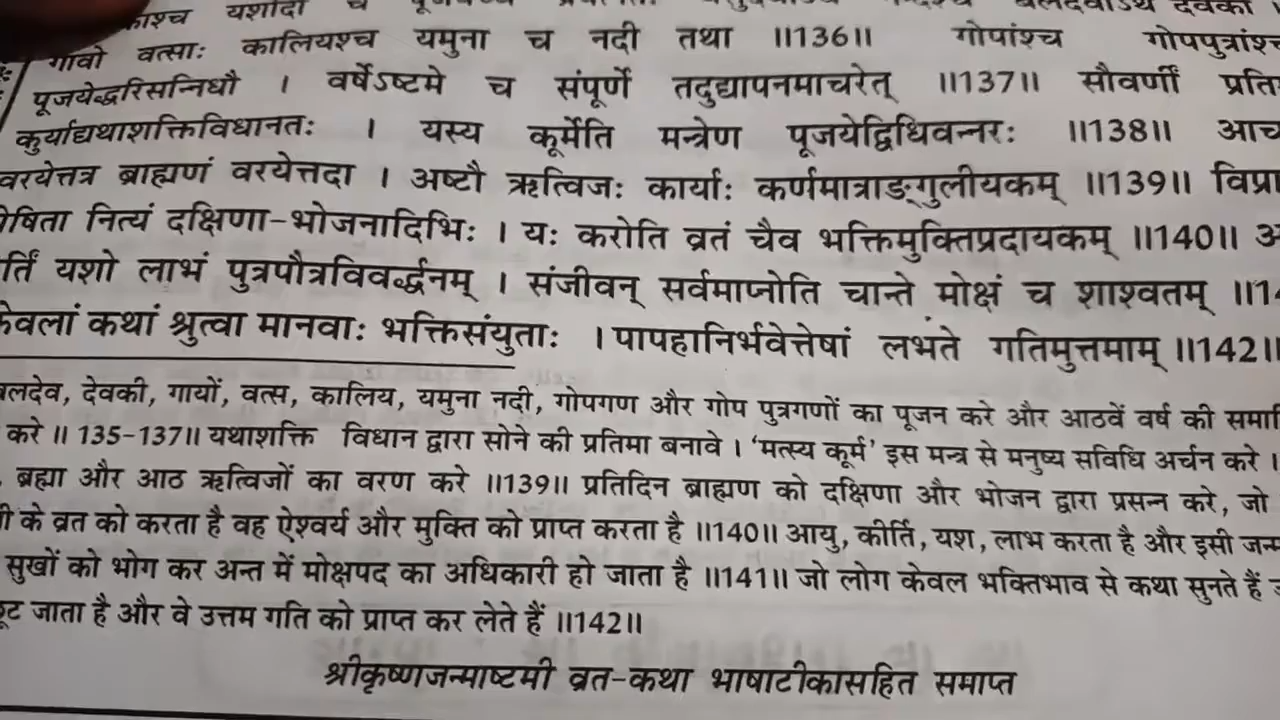 यशोदा च
गावो वत्साः कालियश्च यमुना च नदी तथा ॥136॥ गोपांश्च गोपपुत्रांश्च
पूजयेद्धरिसन्निधौ । वर्षेऽष्टमे च संपूर्णे तदुद्यापनमाचरेत् ॥137॥ सौवर्णीं प्रति
कुर्याद्यथाशक्तिविधानतः । यस्य कूर्मेति मन्त्रेण पूजयेद्विधिवन्नरः ॥138॥ आच
वरयेत्तत्र ब्राह्मणं वरयेत्तदा । अष्टौ ऋत्विजः कार्याः कर्णमात्राङ्गुलीयकम् ॥139॥ विप्रा
षिता नित्यं दक्षिणा-भोजनादिभिः । यः करोति व्रतं चैव भक्तिमुक्तिप्रदायकम् ॥140॥
र्तिं यशो लाभं पुत्रपौत्रविवर्द्धनम् । संजीवन् सर्वमाप्नोति चान्ते मोक्षं च शाश्वतम् ॥14
केवलां कथां श्रुत्वा मानवाः भक्तिसंयुताः । पापहानिर्भवेत्तेषां लभते गतिमुत्तमाम् ॥142॥
बलदेव, देवकी, गायों, वत्स, कालिय, यमुना नदी, गोपगण और गोप पुत्रगणों का पूजन करे और आठवें वर्ष की समाप्ति
करे ॥ 135-137॥ यथाशक्ति विधान द्वारा सोने की प्रतिमा बनावे । ‘मत्स्य कूर्म’ इस मन्त्र से मनुष्य सविधि अर्चन करे ।
ब्रह्मा और आठ ऋत्विजों का वरण करे ॥139॥ प्रतिदिन ब्राह्मण को दक्षिणा और भोजन द्वारा प्रसन्न करे, जो
के व्रत को करता है वह ऐश्वर्य और मुक्ति को प्राप्त करता है ॥140॥ आयु, कीर्ति, यश, लाभ करता है और इसी जन्म
सुखों को भोग कर अन्त में मोक्षपद का अधिकारी हो जाता है ॥141॥ जो लोग केवल भक्तिभाव से कथा सुनते हैं
छूट जाता है और वे उत्तम गति को प्राप्त कर लेते हैं ॥142॥
श्रीकृष्णजन्माष्टमी व्रत-कथा भाषाटीकासहित समाप्त